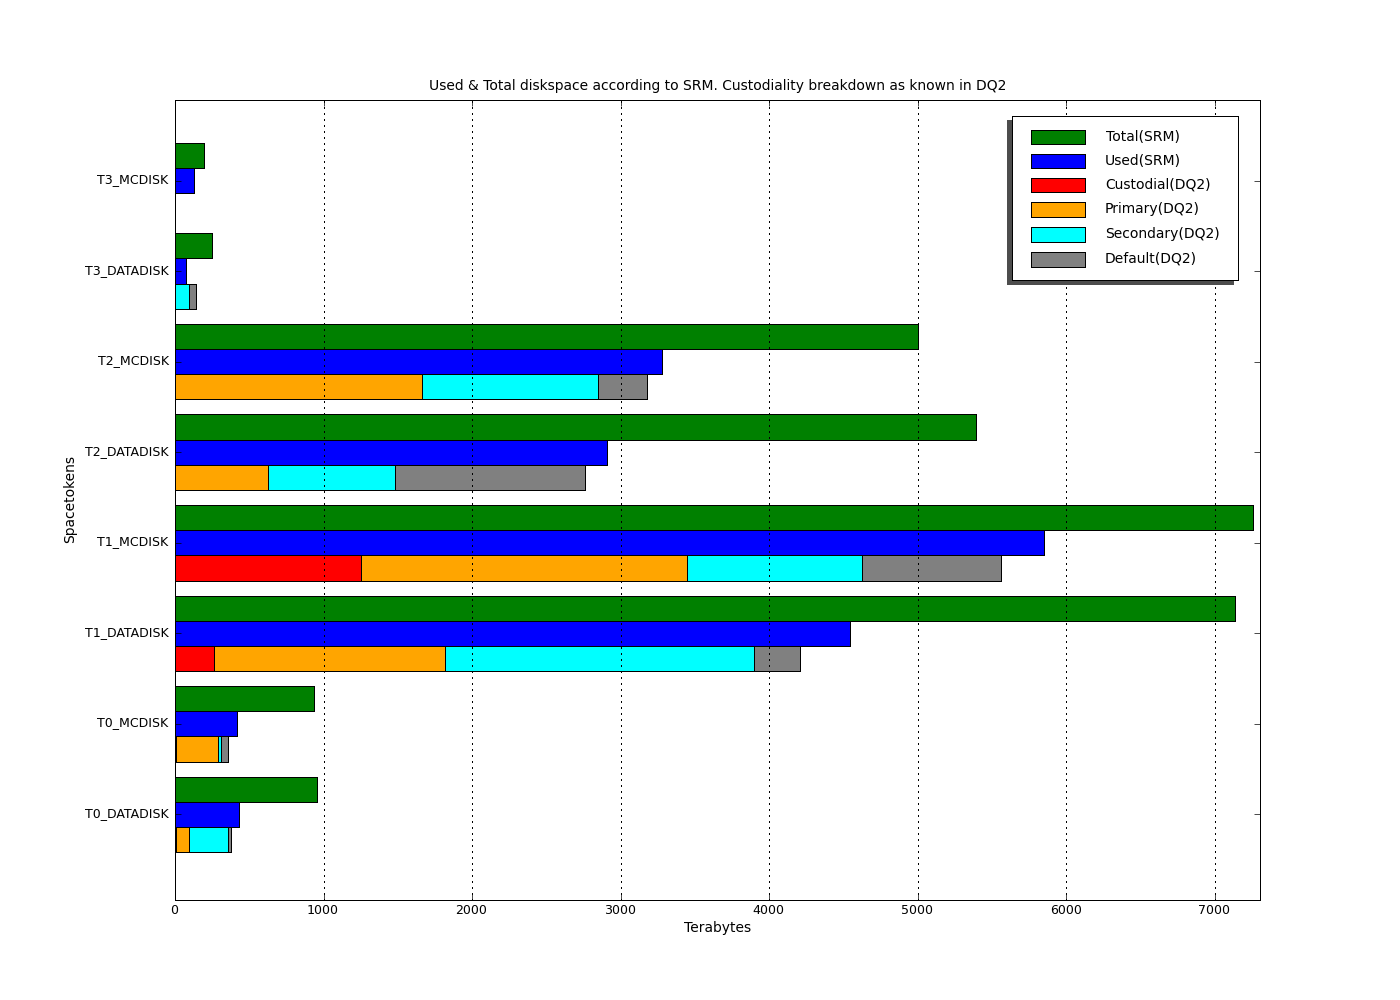 Used & Total diskspace according to SRM. Custodiality breakdown as known in DQ2
Total(SRM)
Used(SRM)
Custodial(DQ2)
Primary(DQ2)
Secondary(DQ2)
Default(DQ2)
T3_MCDISK
T3_DATADISK
T2_MCDISK
T2_DATADISK
T1_MCDISK
T1_DATADISK
T0_MCDISK
T0_DATADISK
Spacetokens
0 1000 2000 3000 4000 5000 6000 7000
Terabytes